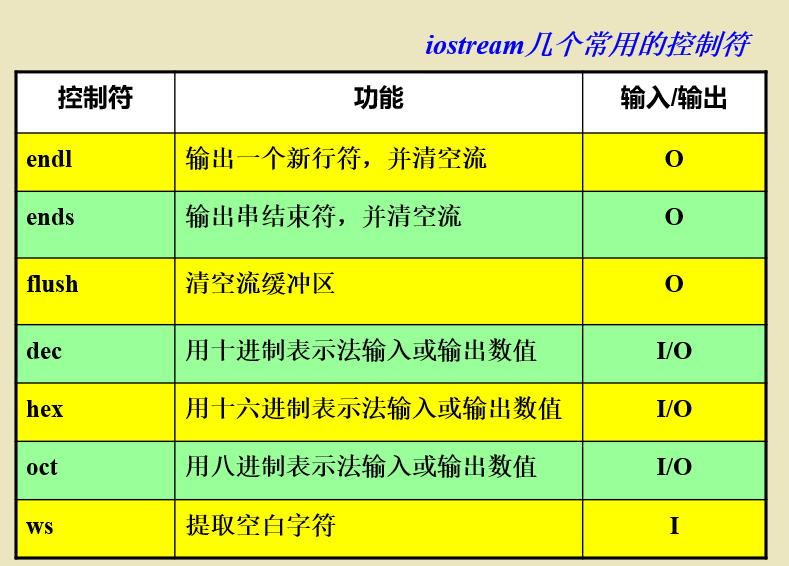 iostream几个常用的控制符
控制符 功能 输入/输出
endl 输出一个新行符，并清空流 O
ends 输出串结束符，并清空流 O
flush 清空流缓冲区 O
dec 用十进制表示法输入或输出数值 I/O
hex 用十六进制表示法输入或输出数值 I/O
oct 用八进制表示法输入或输出数值 I/O
ws 提取空白字符 I